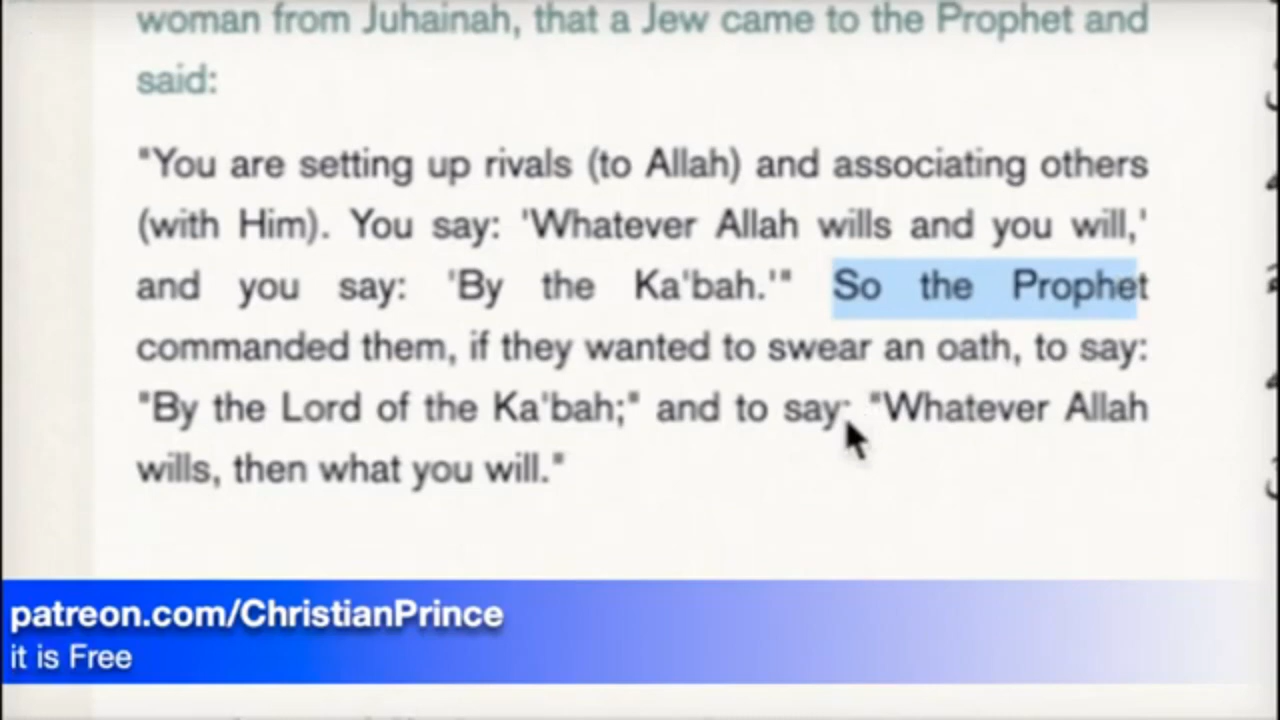 woman from Juhainah, that a Jew came to the Prophet and
said:
"You are setting up rivals (to Allah) and associating others
(with Him). You say: 'Whatever Allah wills and you will,'
and you say: 'By the Ka'bah.'" So the Prophet
commanded them, if they wanted to swear an oath, to say:
"By the Lord of the Ka'bah;" and to say: "Whatever Allah
wills, then what you will."
patreon.com/ChristianPrince
it is Free